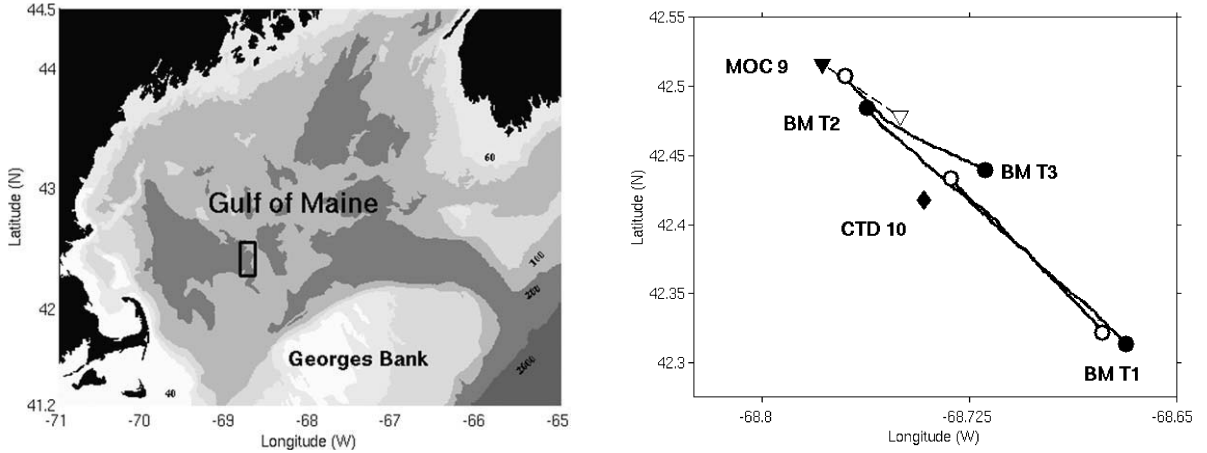 44.5
44
43
42
41.2
Latitude (N)
-71
-70
-69
-68
-67
-66
-65
Longitude (W)
Gulf of Maine
Georges Bank
60
100
200
2000
40
42.55
42.5
42.45
42.4
42.35
42.3
Latitude (N)
-68.8
-68.725
-68.65
Longitude (W)
MOC 9
BM T2
BM T3
CTD 10
BM T1